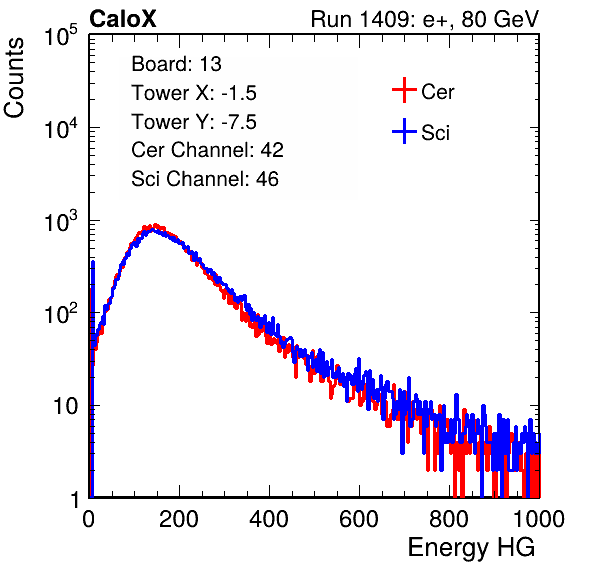 CaloX Run 1409: e+, 80 GeV
Counts
Board: 13
Tower X: -1.5
Tower Y: -7.5
Cer Channel: 42
Sci Channel: 46
Cer
Sci
10^5
10^4
10^3
10^2
10
1
0 200 400 600 800 1000
Energy HG